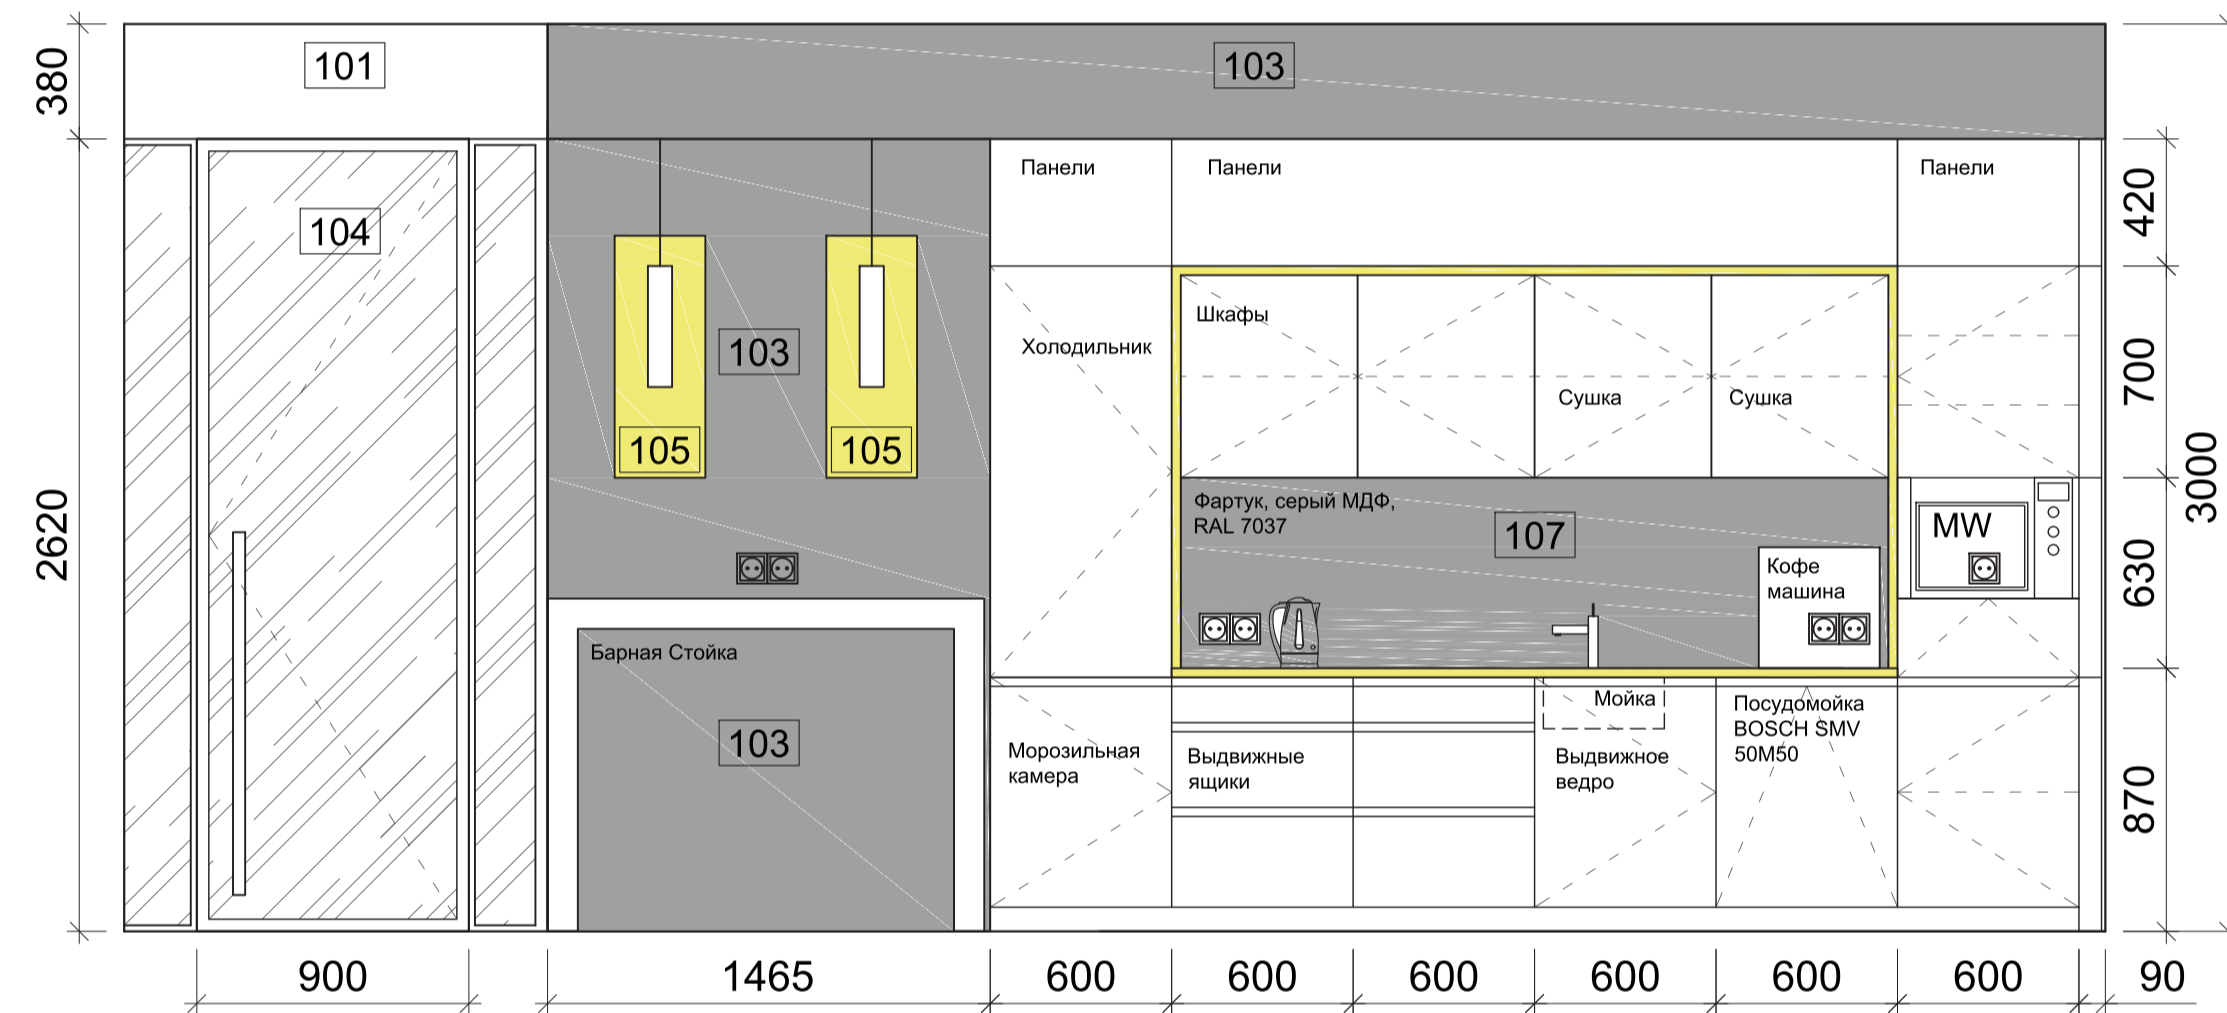 380
101
103
Панели
Панели
Панели
420
104
Шкафы
Холодильник
103
700
Сушка
Сушка
105
105
3000
2620
Фартук, серый МДФ,
RAL 7037
107
MW
Кофе
машина
630
Барная Стойка
103
Мойка
Посудомойка
BOSCH SMV
50M50
Морозильная
камера
Выдвижные
ящики
Выдвижное
ведро
870
900
1465
600
600
600
600
600
600
90